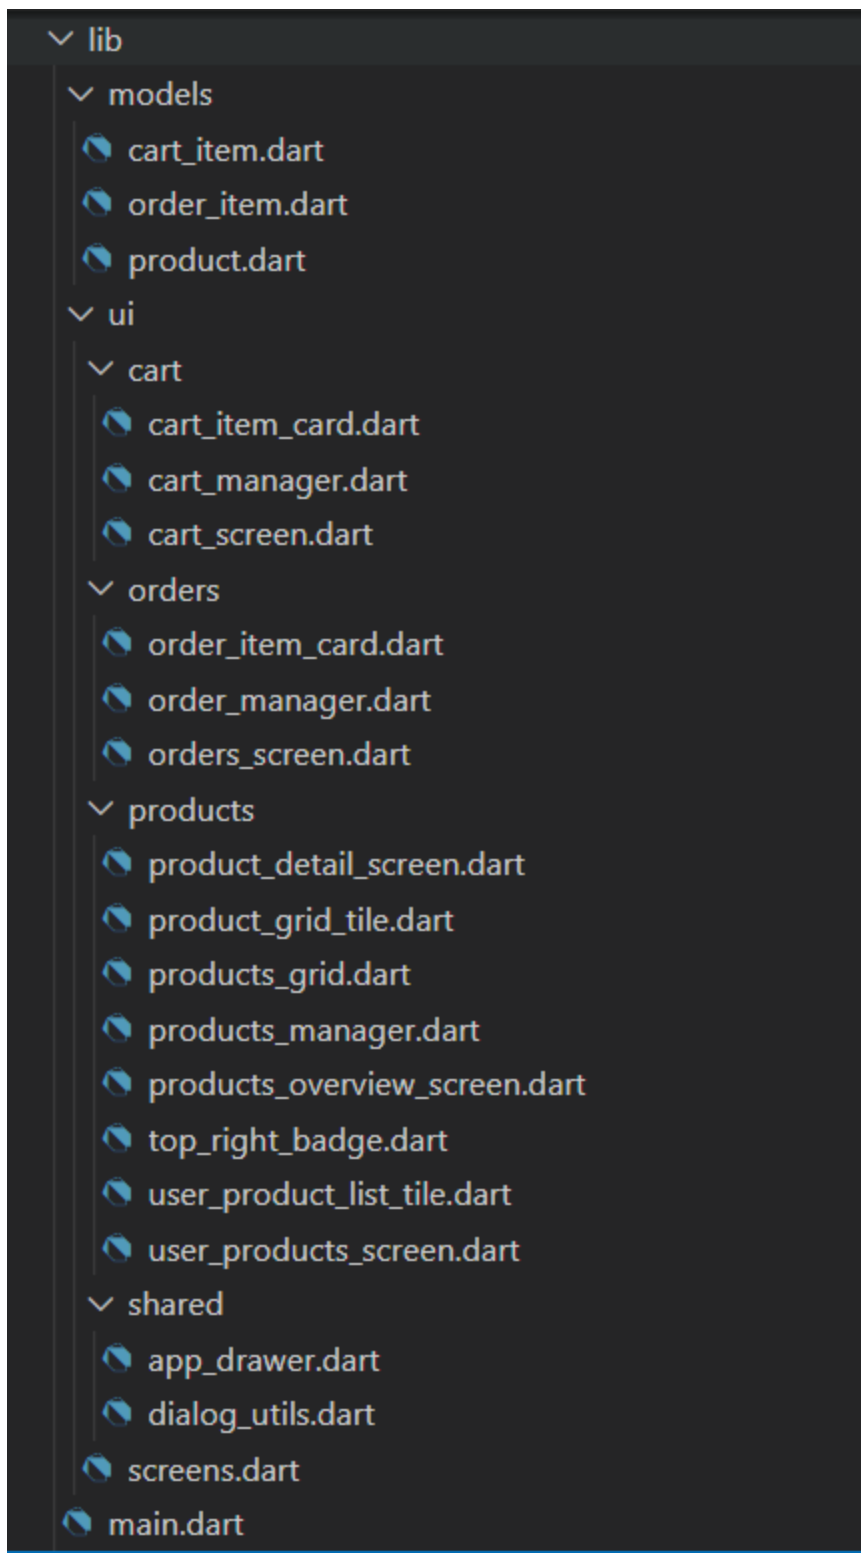 lib
models
cart_item.dart
order_item.dart
product.dart
ui
cart
cart_item_card.dart
cart_manager.dart
cart_screen.dart
orders
order_item_card.dart
order_manager.dart
orders_screen.dart
products
product_detail_screen.dart
product_grid_tile.dart
products_grid.dart
products_manager.dart
products_overview_screen.dart
top_right_badge.dart
user_product_list_tile.dart
user_products_screen.dart
shared
app_drawer.dart
dialog_utils.dart
screens.dart
main.dart